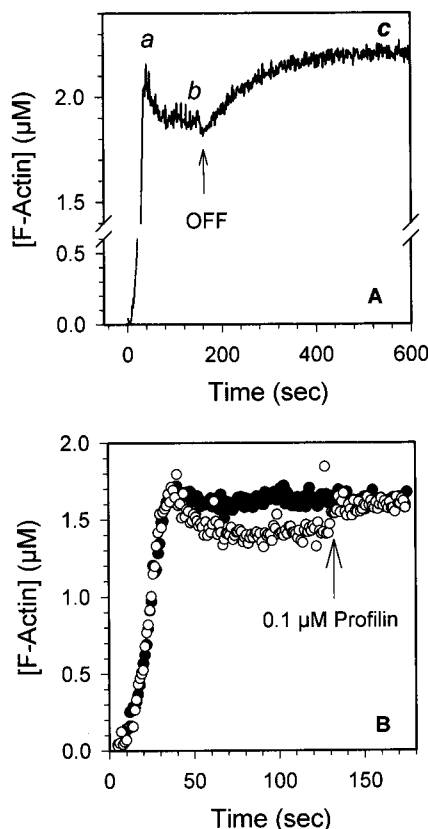 a
c
b
2.0
1.5
0.5
0.0
[F-Actin] (µM)
OFF
A
0
200
400
600
Time (sec)
2.0
1.5
1.0
0.5
0.0
[F-Actin] (µM)
0.1 µM Profilin
B
0
50
100
150
Time (sec)